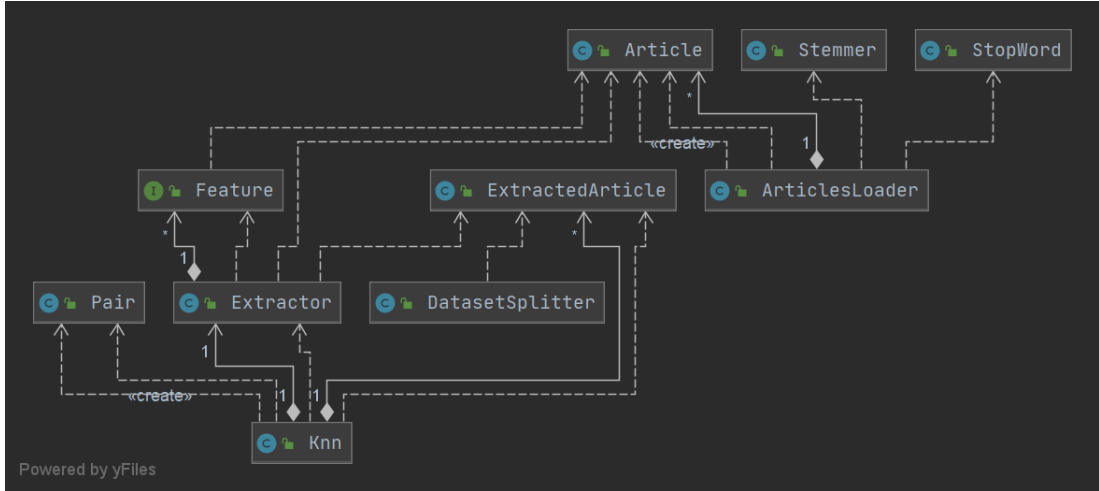 C Article
C Stemmer
C StopWord
*
1
«create»
I Feature
C ExtractedArticle
C ArticlesLoader
*
*
1
C Pair
C Extractor
C DatasetSplitter
1
«create»
1
1
C Knn
Powered by yFiles